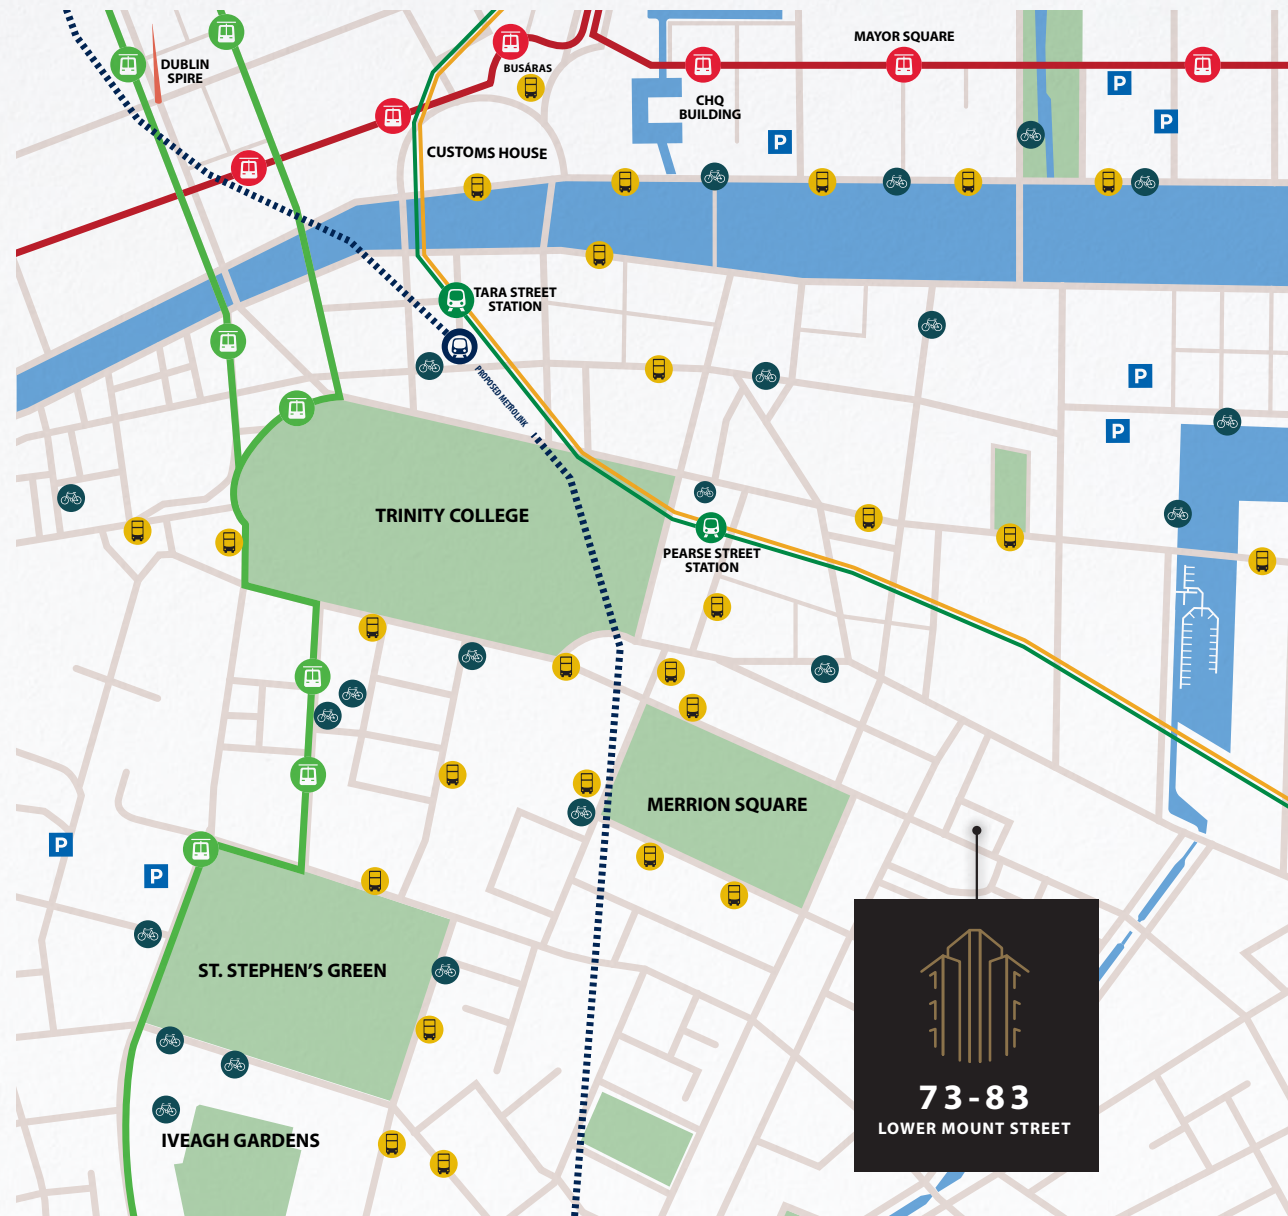 MAYOR SQUARE
DUBLIN
SPIRE
BUSÁRAS
P
CHQ
BUILDING
P
P
CUSTOMS HOUSE
TARA STREET
STATION
PROPOSED METROLINK
P
P
TRINITY COLLEGE
PEARSE STREET
STATION
MERRION SQUARE
P
P
ST. STEPHEN'S GREEN
73-83
LOWER MOUNT STREET
IVEAGH GARDENS